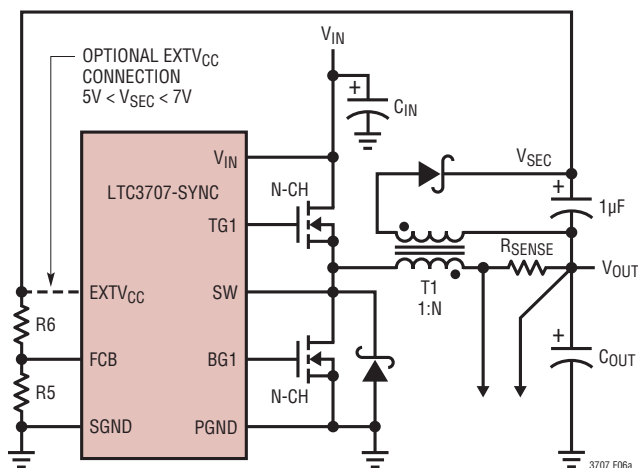 OPTIONAL EXTVCC
CONNECTION
5V < VSEC < 7V
VIN
+
CIN
VIN
LTC3707-SYNC
N-CH
TG1
VSEC
+
1µF
RSENSE
VOUT
T1
1:N
EXTVCC
SW
R6
FCB
BG1
N-CH
+
COUT
R5
SGND
PGND
3707 F06a